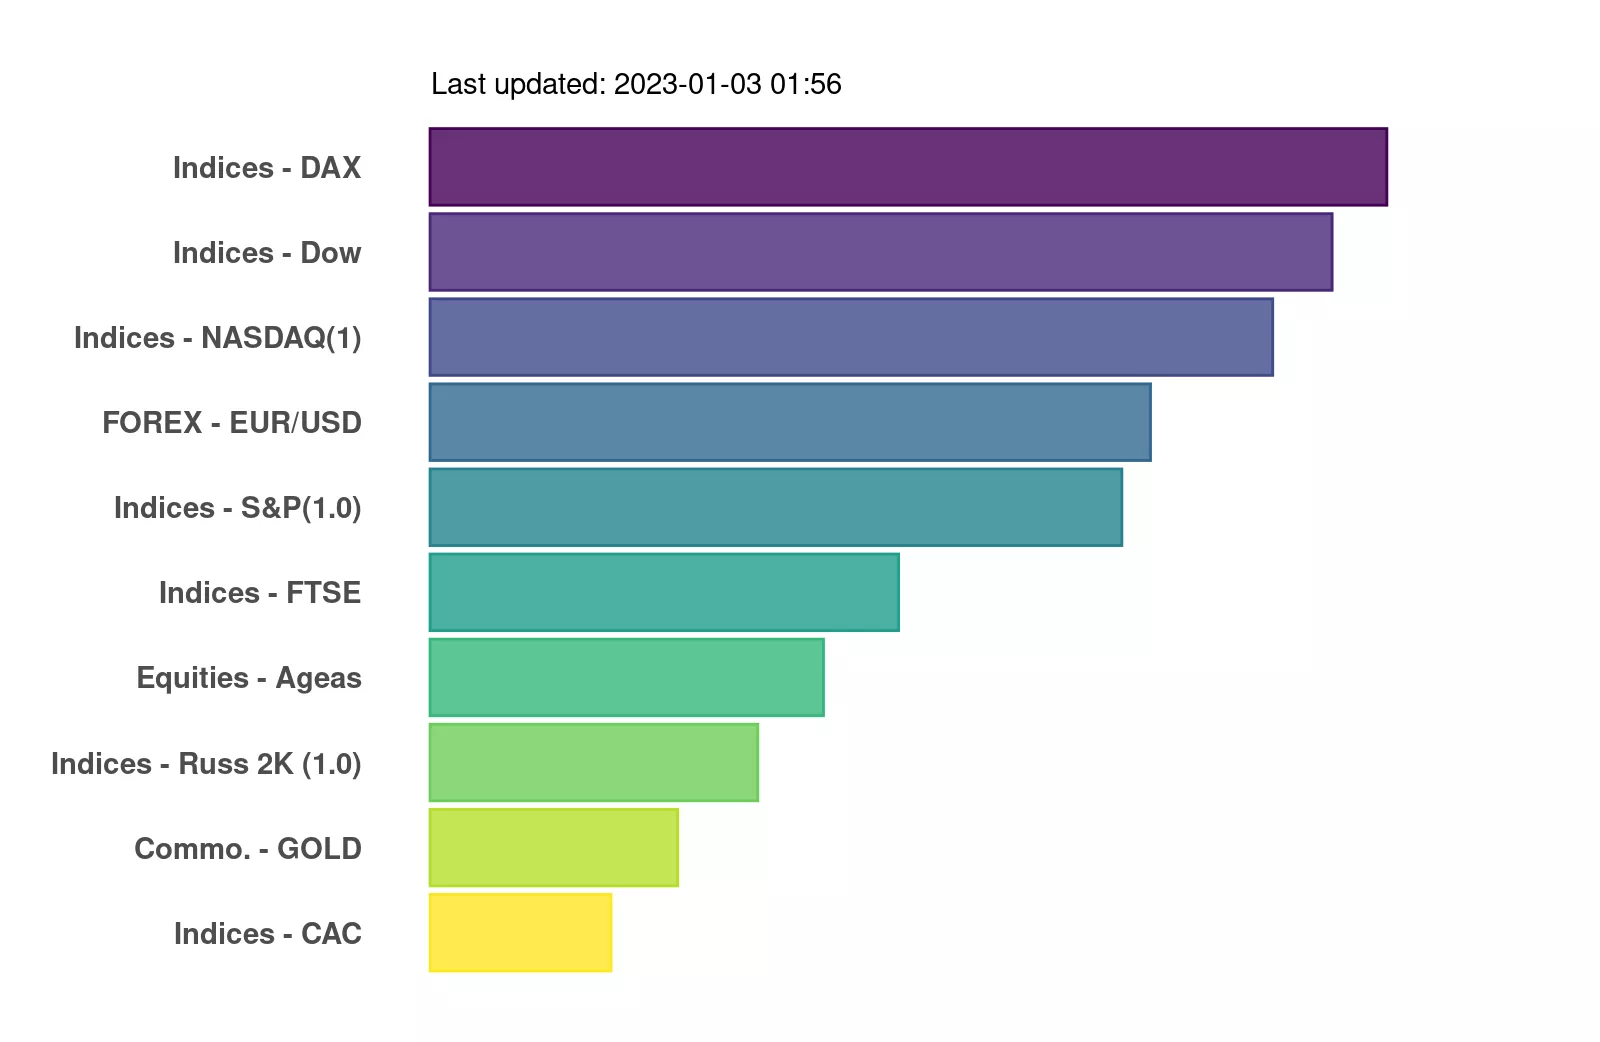 Last updated: 2023-01-03 01:56
Indices - DAX
Indices - Dow
Indices - NASDAQ(1)
FOREX - EUR/USD
Indices - S&P(1.0)
Indices - FTSE
Equities - Ageas
Indices - Russ 2K (1.0)
Commo. - GOLD
Indices - CAC